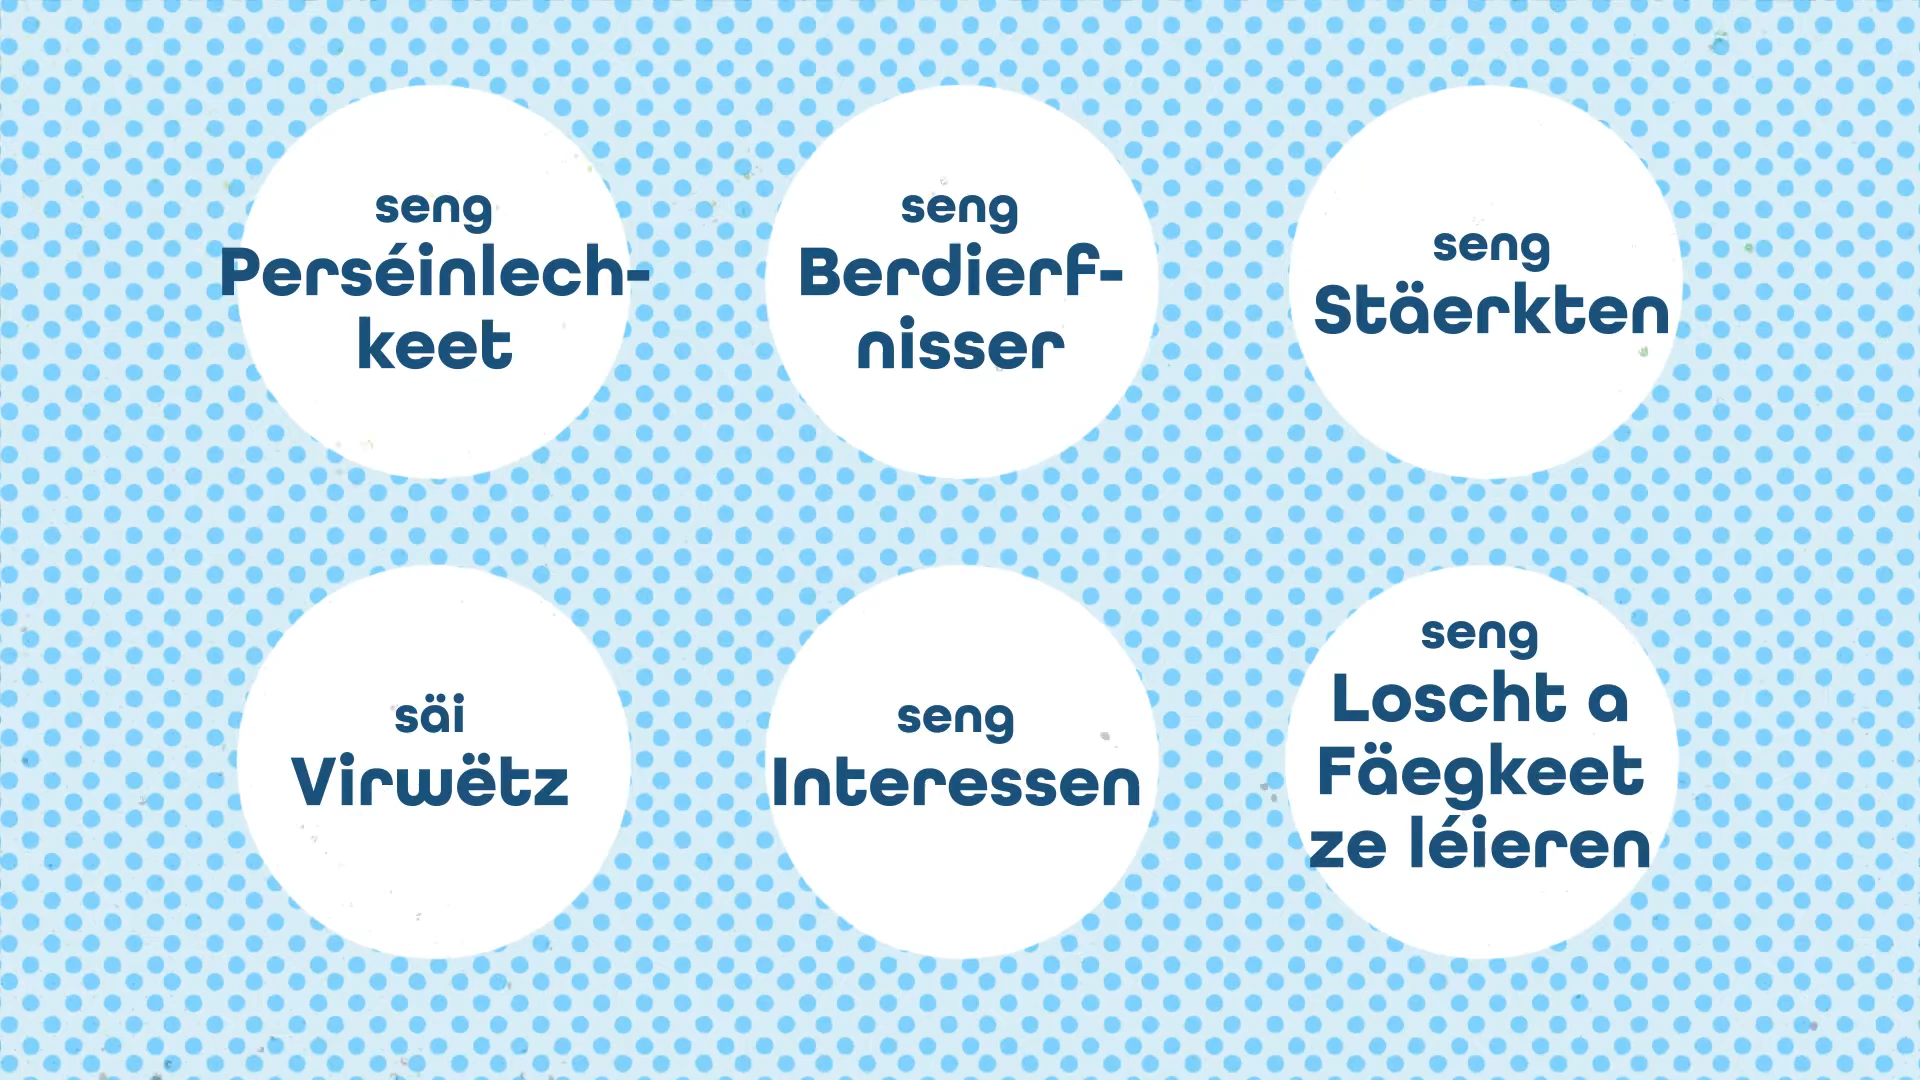 seng
Perséinlech-
keet
seng
Berdierf-
nisser
seng
Stäerkten
säi
Virwëtz
seng
Interessen
seng
Loscht a
Fäegkeet
ze léieren